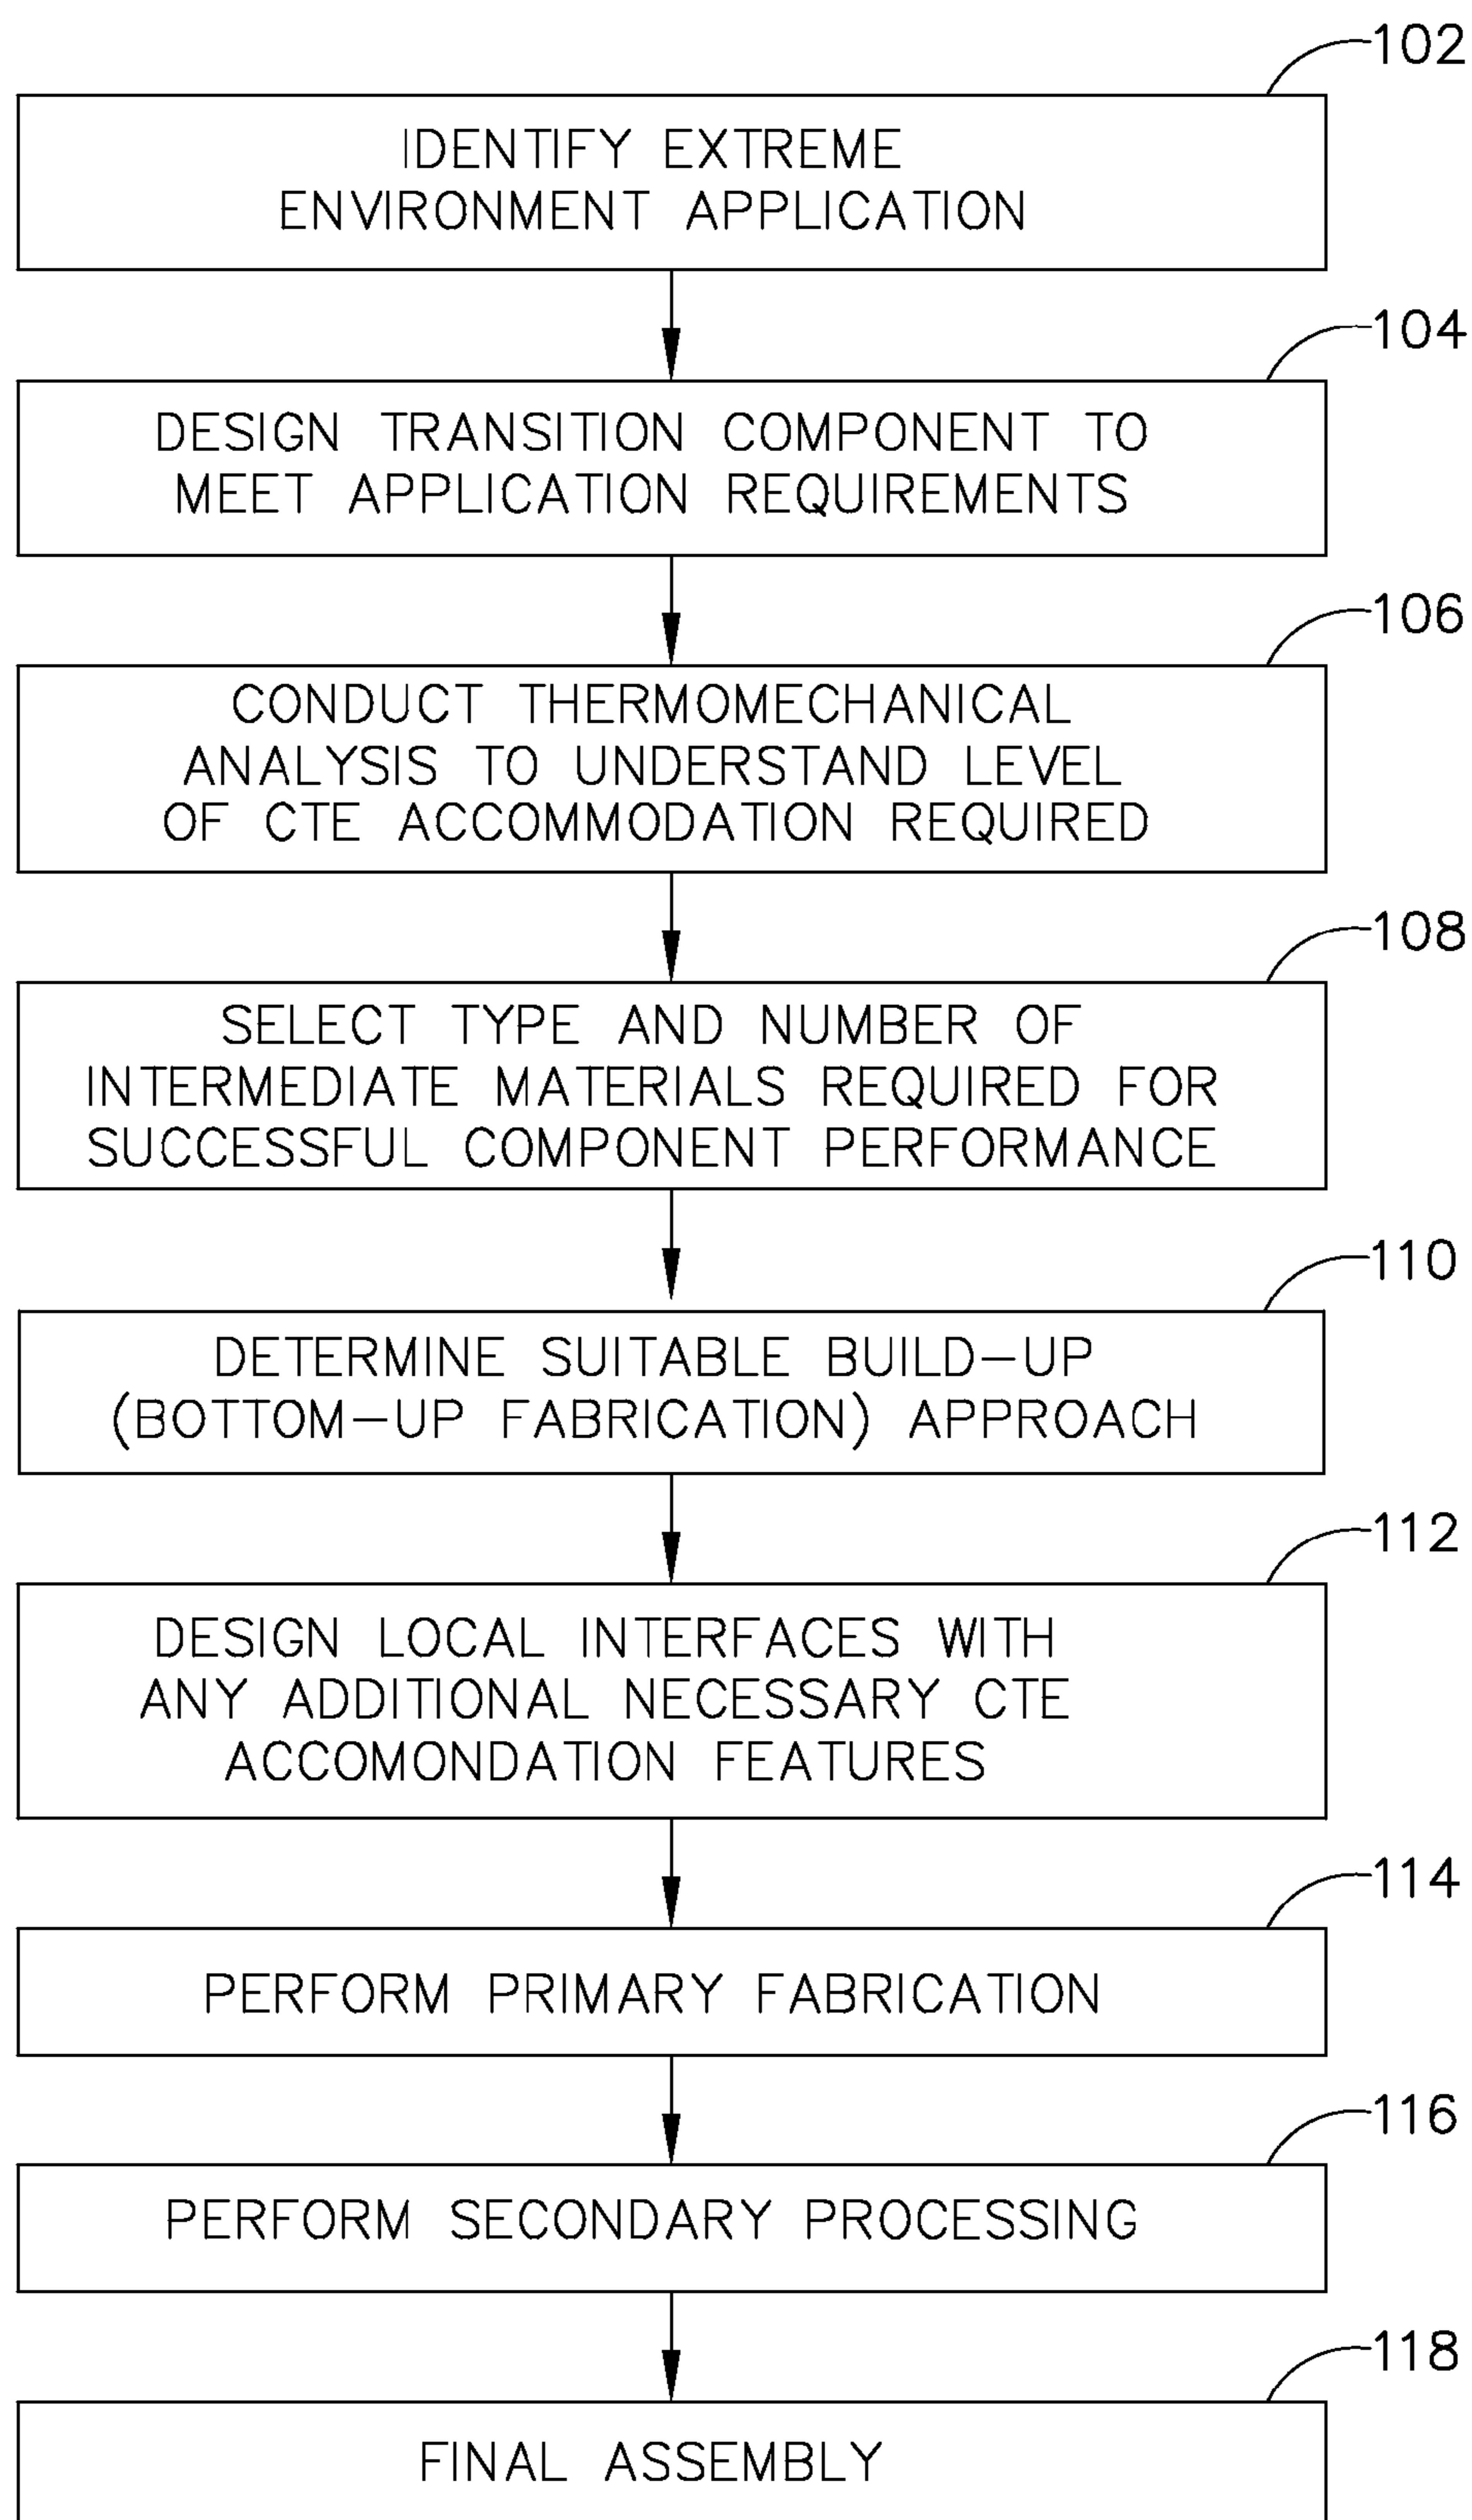 102
IDENTIFY EXTREME
ENVIRONMENT APPLICATION
104
DESIGN TRANSITION COMPONENT TO
MEET APPLICATION REQUIREMENTS
106
CONDUCT THERMOMECHANICAL
ANALYSIS TO UNDERSTAND LEVEL
OF CTE ACCOMMODATION REQUIRED
108
SELECT TYPE AND NUMBER OF
INTERMEDIATE MATERIALS REQUIRED FOR
SUCCESSFUL COMPONENT PERFORMANCE
110
DETERMINE SUITABLE BUILD-UP
(BOTTOM-UP FABRICATION) APPROACH
112
DESIGN LOCAL INTERFACES WITH
ANY ADDITIONAL NECESSARY CTE
ACCOMONDATION FEATURES
114
PERFORM PRIMARY FABRICATION
116
PERFORM SECONDARY PROCESSING
118
FINAL ASSEMBLY